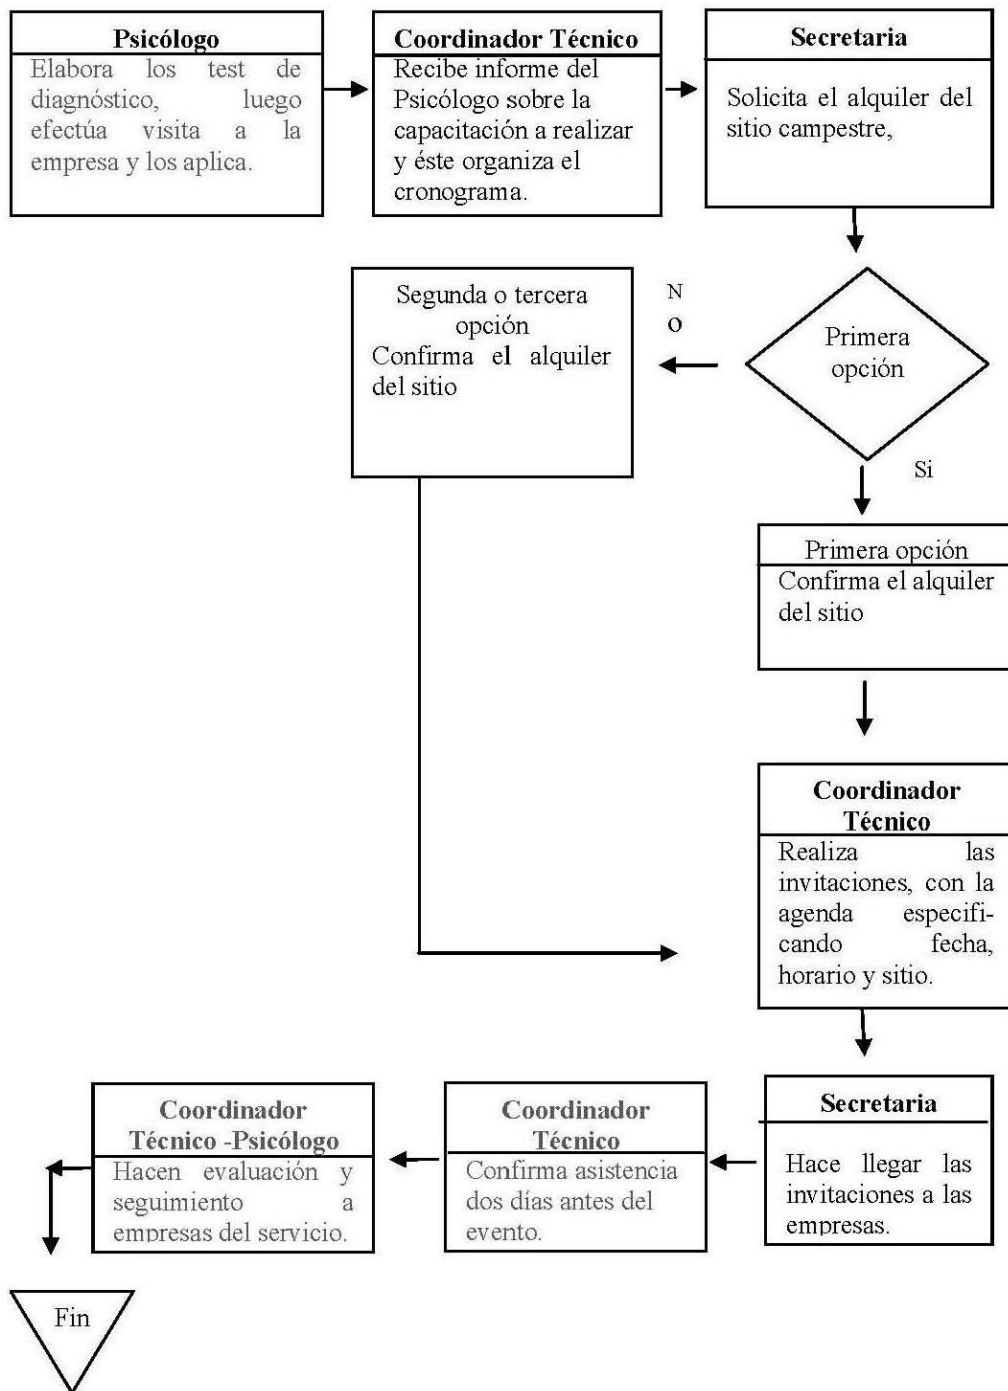 Psicólogo
Elabora los test de
diagnóstico, luego
efectúa visita a la
empresa y los aplica.
Coordinador Técnico
Recibe informe del
Psicólogo sobre la
capacitación a realizar
y éste organiza el
cronograma.
Secretaria
Solicita el alquiler del
sitio campestre,
Primera
opción
N
O
Segunda o tercera
opción
Confirma el alquiler
del sitio
Si
Primera opción
Confirma el alquiler
del sitio
Coordinador
Técnico
Realiza las
invitaciones, con la
agenda especifi-
cando fecha,
horario y sitio.
Secretaria
Hace llegar las
invitaciones a las
empresas.
Coordinador
Técnico
Confirma asistencia
dos días antes del
evento.
Coordinador
Técnico -Psicólogo
Hacen evaluación y
seguimiento a
empresas del servicio.
Fin